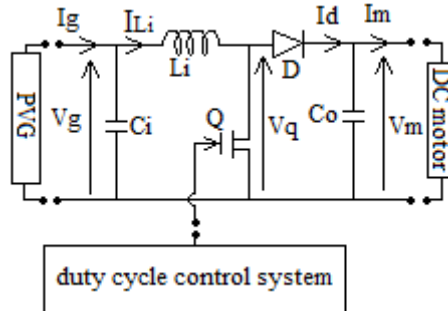 Ig
ILi
Id
Im
Li
D
PVG
Vg
Ci
Q
Vq
Co
Vm
DC motor
duty cycle control system